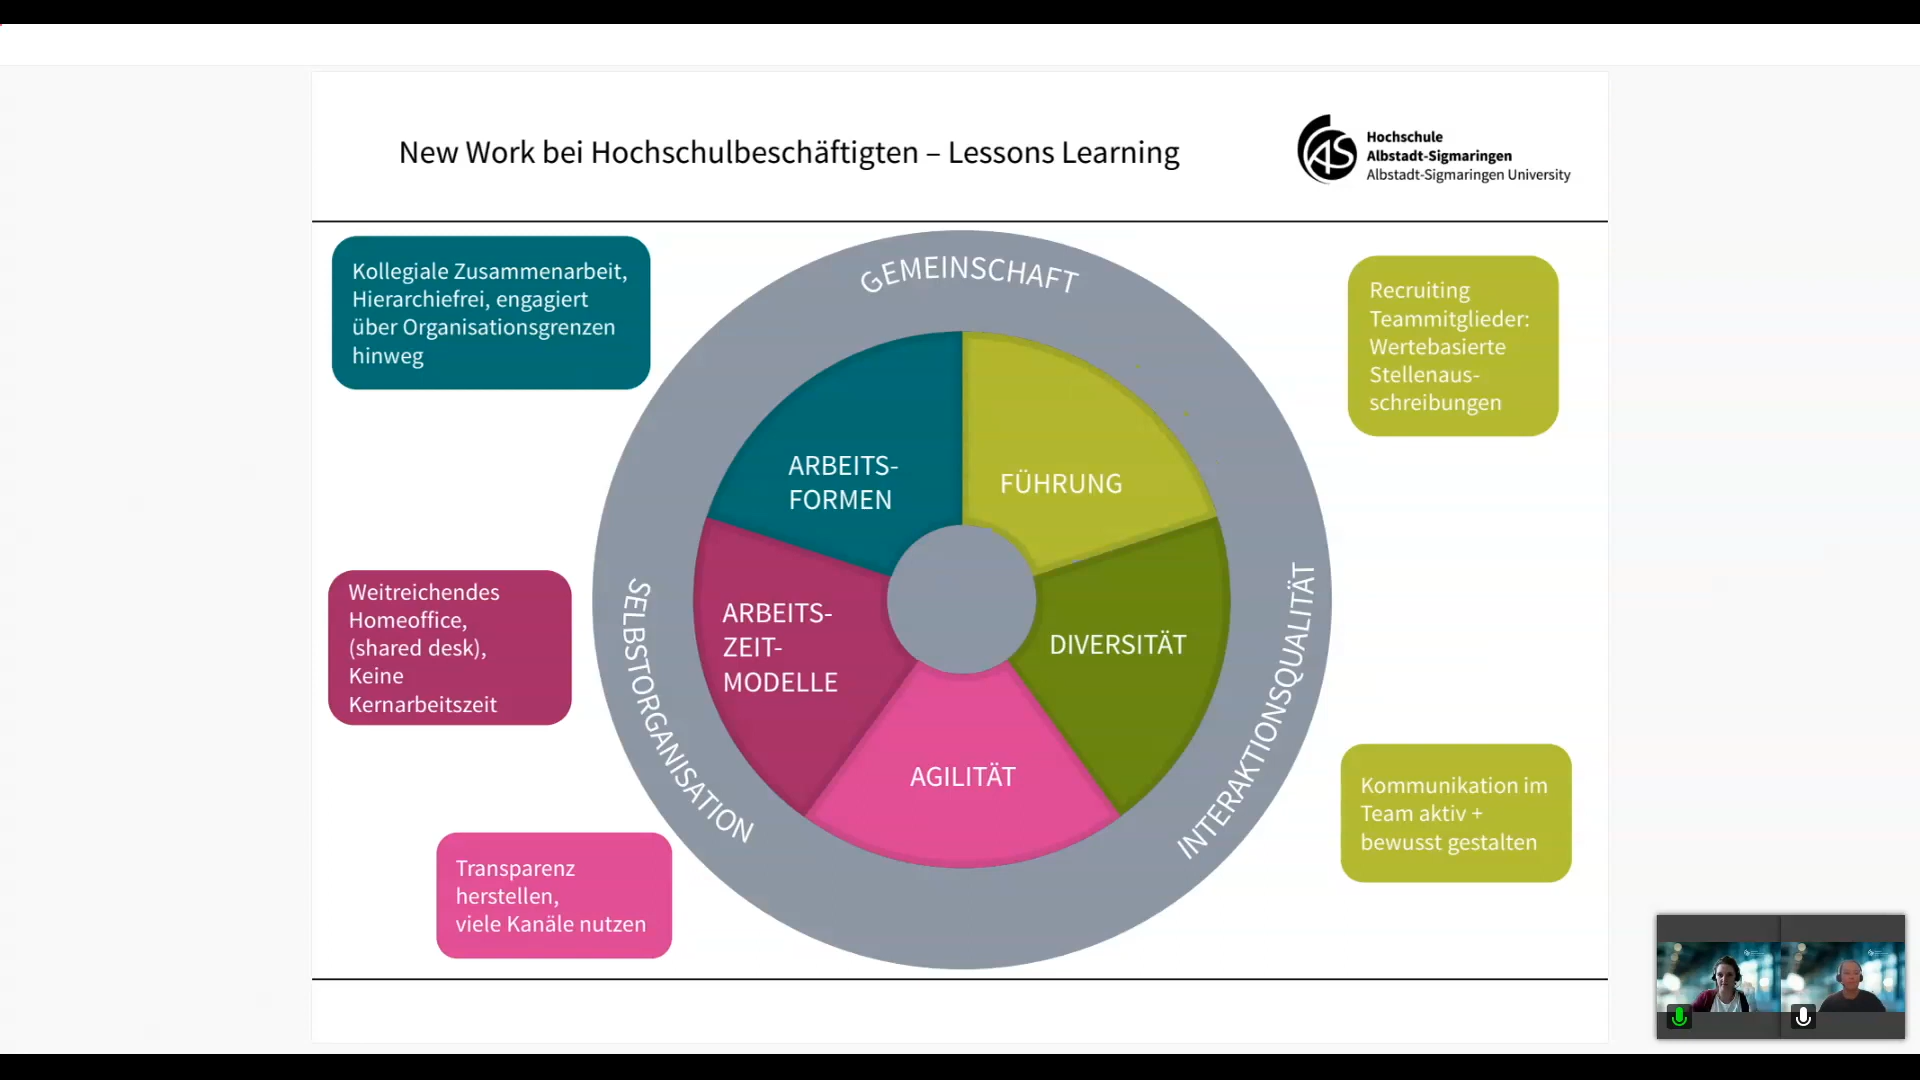 New Work bei Hochschulbeschäftigten – Lessons Learning
Hochschule
Albstadt-Sigmaringen
Albstadt-Sigmaringen University
Kollegiale Zusammenarbeit,
Hierarchiefrei, engagiert
über Organisationsgrenzen
hinweg
GEMEINSCHAFT
Recruiting
Teammitglieder:
Wertebasierte
Stellenaus-
schreibungen
ARBEITS-
FORMEN
FÜHRUNG
Weitreichendes
Homeoffice,
(shared desk),
Keine
Kernarbeitszeit
SELBSTORGANISATION
ARBEITS-
ZEIT-
MODELLE
DIVERSITÄT
INTERAKTIONSQUALITÄT
AGILITÄT
Kommunikation im
Team aktiv +
bewusst gestalten
Transparenz
herstellen,
viele Kanäle nutzen